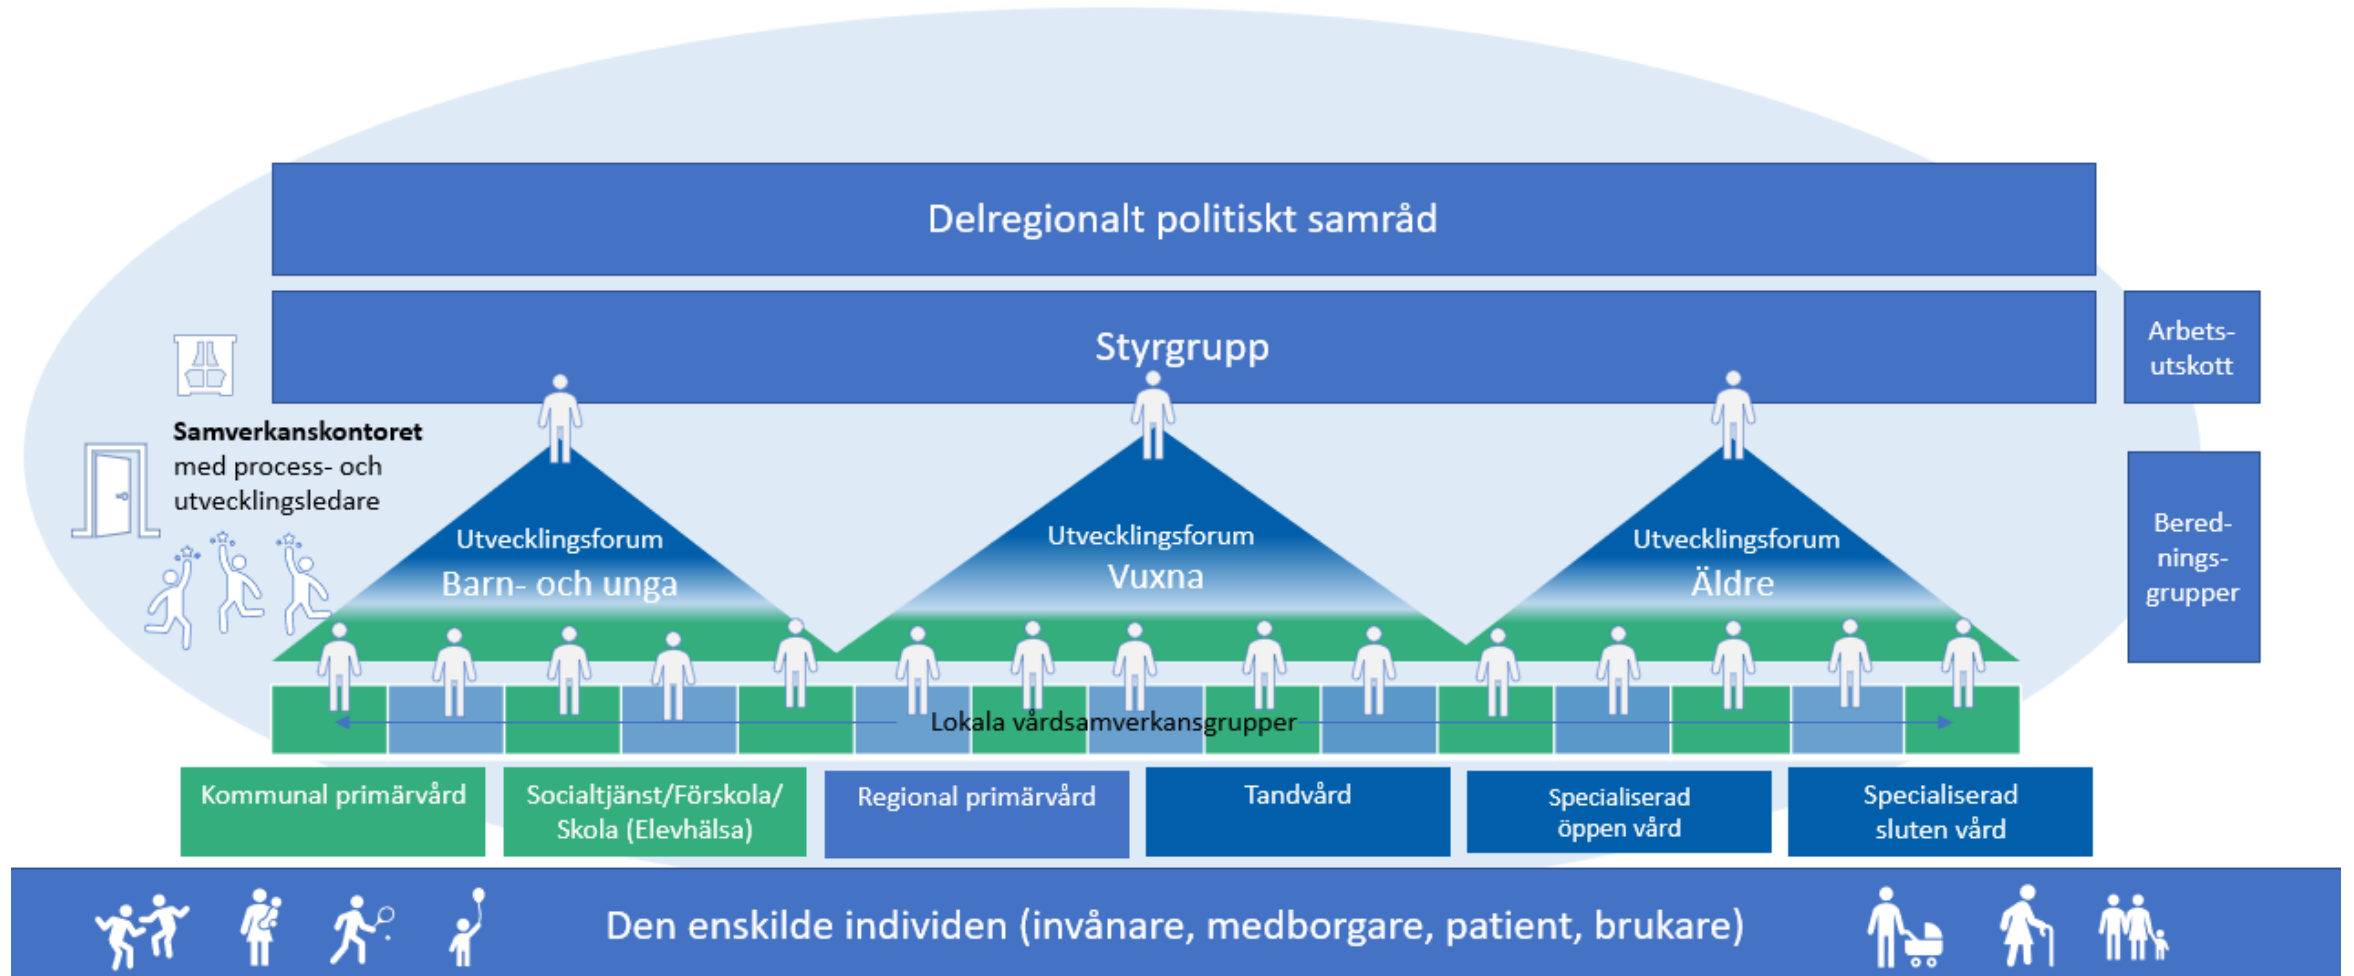 Delregionalt politiskt samråd
Styrgrupp
Arbets-
utskott
Samverkanskontoret
med process- och
utvecklingsledare
Utvecklingsforum
Barn- och unga
Utvecklingsforum
Vuxna
Utvecklingsforum
Äldre
Bered-
nings-
grupper
Lokala vårdsamverkansgrupper
Kommunal primärvård
Socialtjänst/Förskola/
Skola (Elevhälsa)
Regional primärvård
Tandvård
Specialiserad
öppen vård
Specialiserad
sluten vård
Den enskilde individen (invånare, medborgare, patient, brukare)